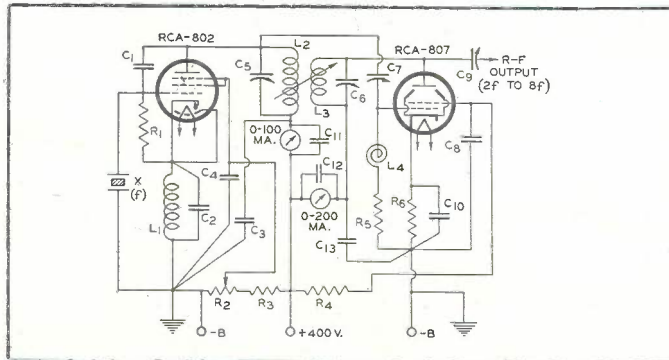 RCA-802
L2
RCA-807
C1
C5
C7
C9
R-F
OUTPUT
(2f TO 8f)
C6
L3
R1
0-100
MA.
C11
C8
X
(f)
C4
C12
L4
0-200
MA.
L1
C2
C3
R5
R6
C10
C13
R2
R3
R4
-B
+400 V.
-B